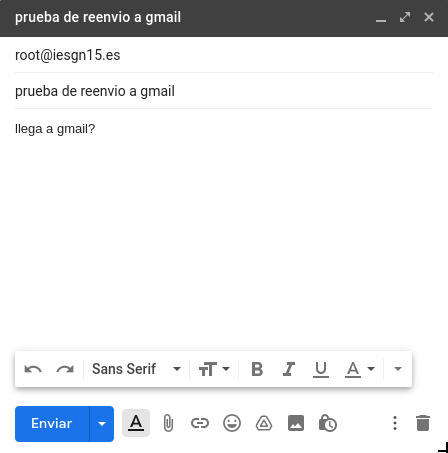 prueba de reenvio a gmail
root@iesgn15.es
prueba de reenvio a gmail
llega a gmail?
Sans Serif
Enviar